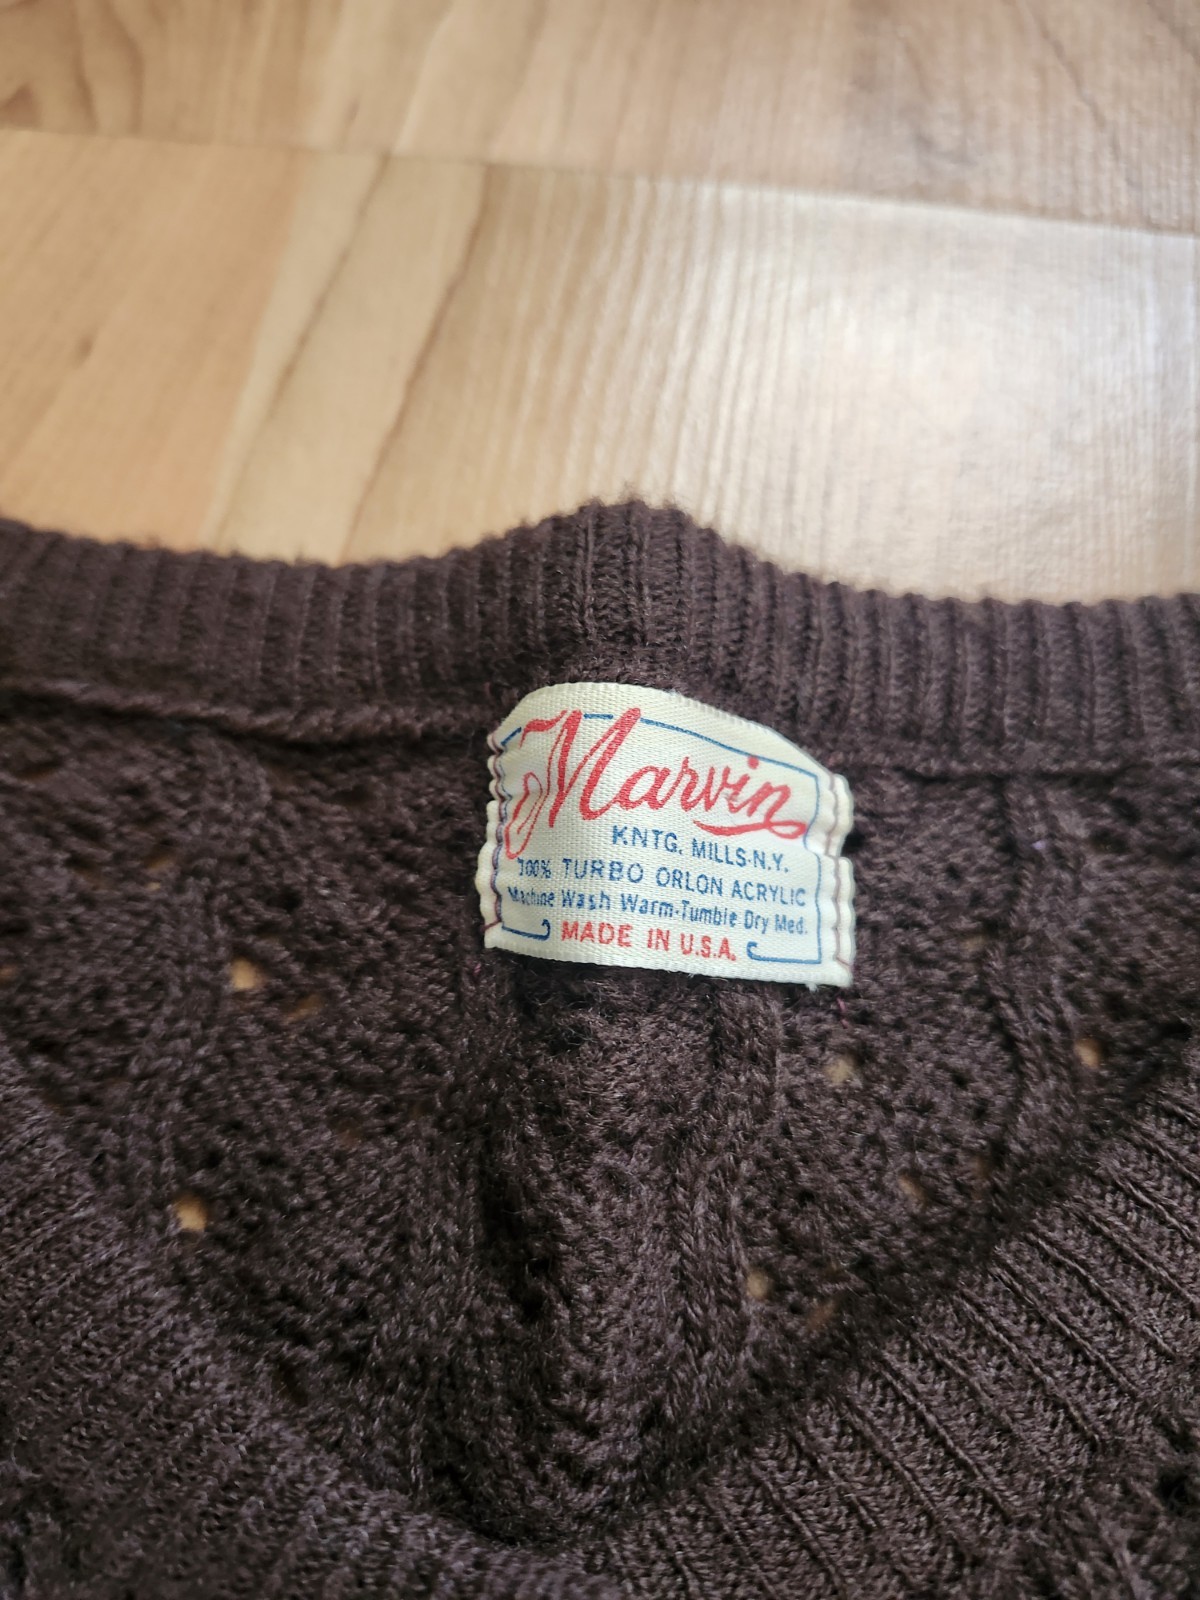 Marvin
KNTG. MILLS-N.Y.
100% TURBO ORLON ACRYLIC
Machine Wash Warm-Tumble Dry Med.
MADE IN U.S.A.